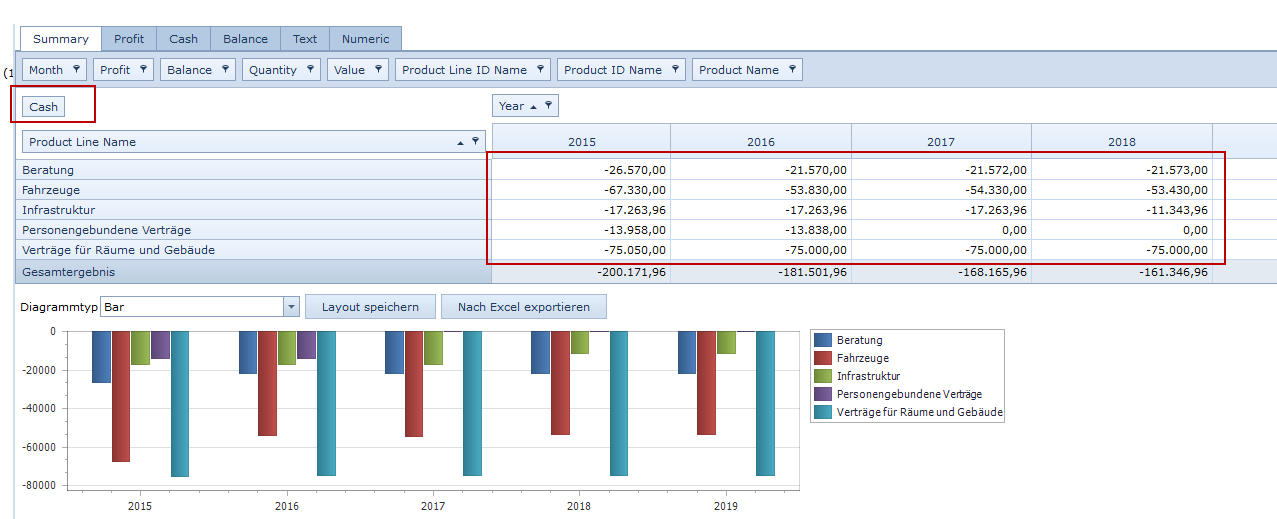 Summary Profit Cash Balance Text Numeric
(1
Month Profit Balance Quantity Value Product Line ID Name Product ID Name Product Name
Cash Year
Product Line Name 2015 2016 2017 2018
Beratung -26.570,00 -21.570,00 -21.572,00 -21.573,00
Fahrzeuge -67.330,00 -53.830,00 -54.330,00 -53.430,00
Infrastruktur -17.263,96 -17.263,96 -17.263,96 -11.343,96
Personengebundene Verträge -13.958,00 -13.838,00 0,00 0,00
Verträge für Räume und Gebäude -75.050,00 -75.000,00 -75.000,00 -75.000,00
Gesamtergebnis -200.171,96 -181.501,96 -168.165,96 -161.346,96
Diagrammtyp Bar Layout speichern Nach Excel exportieren
0
-20000
-40000
-60000
-80000
2015 2016 2017 2018 2019
Beratung
Fahrzeuge
Infrastruktur
Personengebundene Verträge
Verträge für Räume und Gebäude